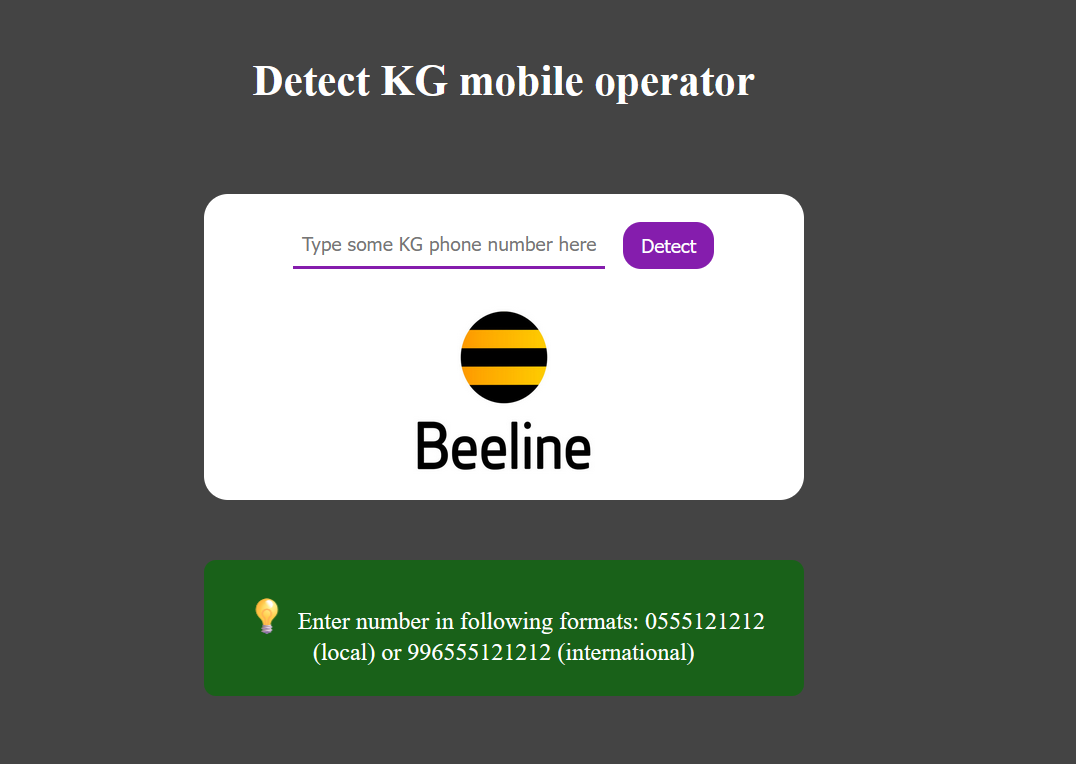 Detect KG mobile operator
Type some KG phone number here
Detect
Beeline
Enter number in following formats: 0555121212
(local) or 996555121212 (international)